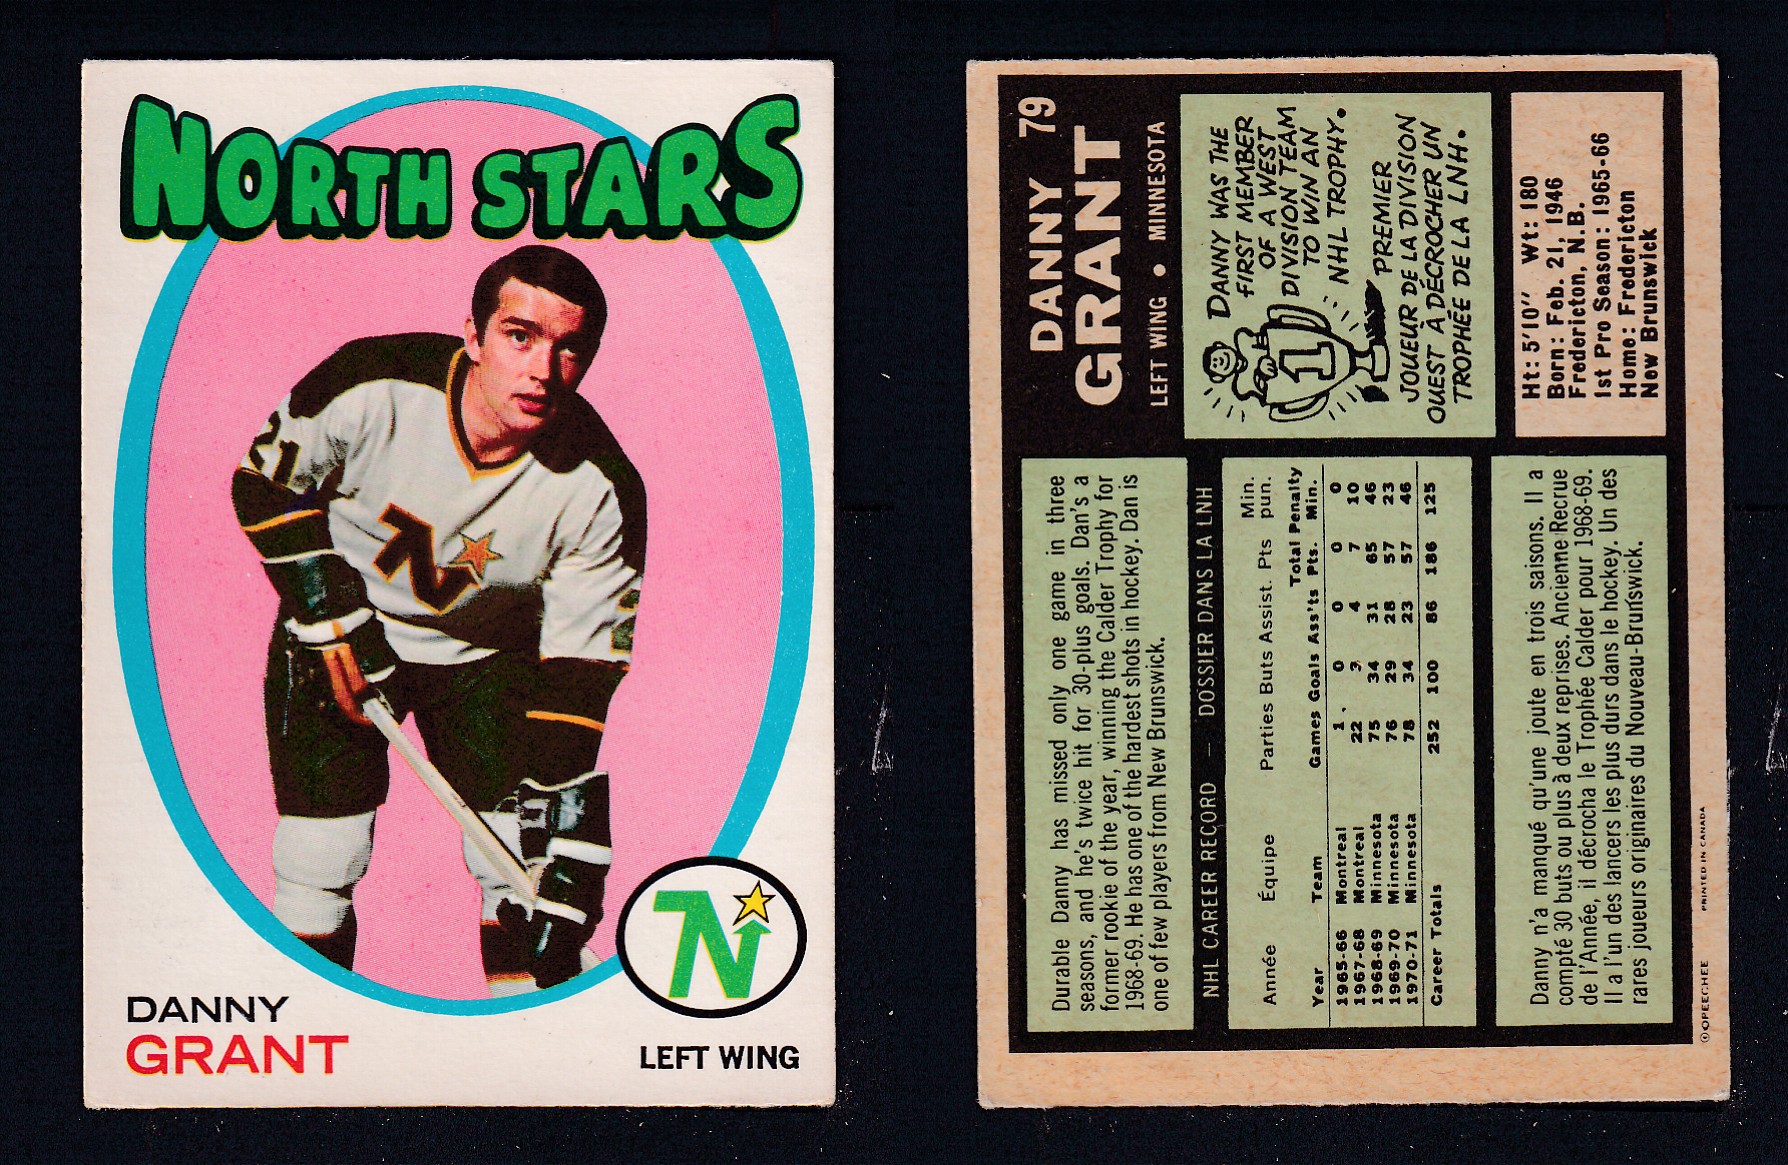 NORTH STARS
21
DANNY
GRANT
LEFT WING
79
DANNY
GRANT
LEFT WING • MINNESOTA
DANNY WAS THE
FIRST MEMBER
OF A WEST
DIVISION TEAM
TO WIN AN
NHL TROPHY.
1
PREMIER
JOUEUR DE LA DIVISION
OUEST À DÉCROCHER UN
TROPHÉE DE LA LNH.
Ht: 5'10" Wt: 180
Born: Feb. 21, 1946
Fredericton, N.B.
1st Pro Season: 1965-66
Home: Fredericton
New Brunswick
Durable Danny has missed only one game in three
seasons, and he's twice hit for 30-plus goals. Dan's a
former rookie of the year, winning the Calder Trophy for
1968-69. He has one of the hardest shots in hockey. Dan is
one of few players from New Brunswick.
NHL CAREER RECORD — DOSSIER DANS LA LNH
Année Équipe Parties Buts Assist. Pts Min. pun.
Year Team Games Goals Ass'ts Total Pts. Penalty Min.
1965-66 Montreal 1 0 0 0 0
1967-68 Montreal 22 3 4 7 10
1968-69 Minnesota 75 34 31 65 46
1969-70 Minnesota 76 29 28 57 23
1970-71 Minnesota 78 34 23 57 46
Career Totals 252 100 86 186 125
Danny n'a manqué qu'une joute en trois saisons. Il a
compté 30 buts ou plus à deux reprises. Ancienne Recrue
de l'Année, il décrocha le Trophée Calder pour 1968-69.
Il a l'un des lancers les plus durs dans le hockey. Un des
rares joueurs originaires du Nouveau-Brunswick.
© O-PEE-CHEE PRINTED IN CANADA